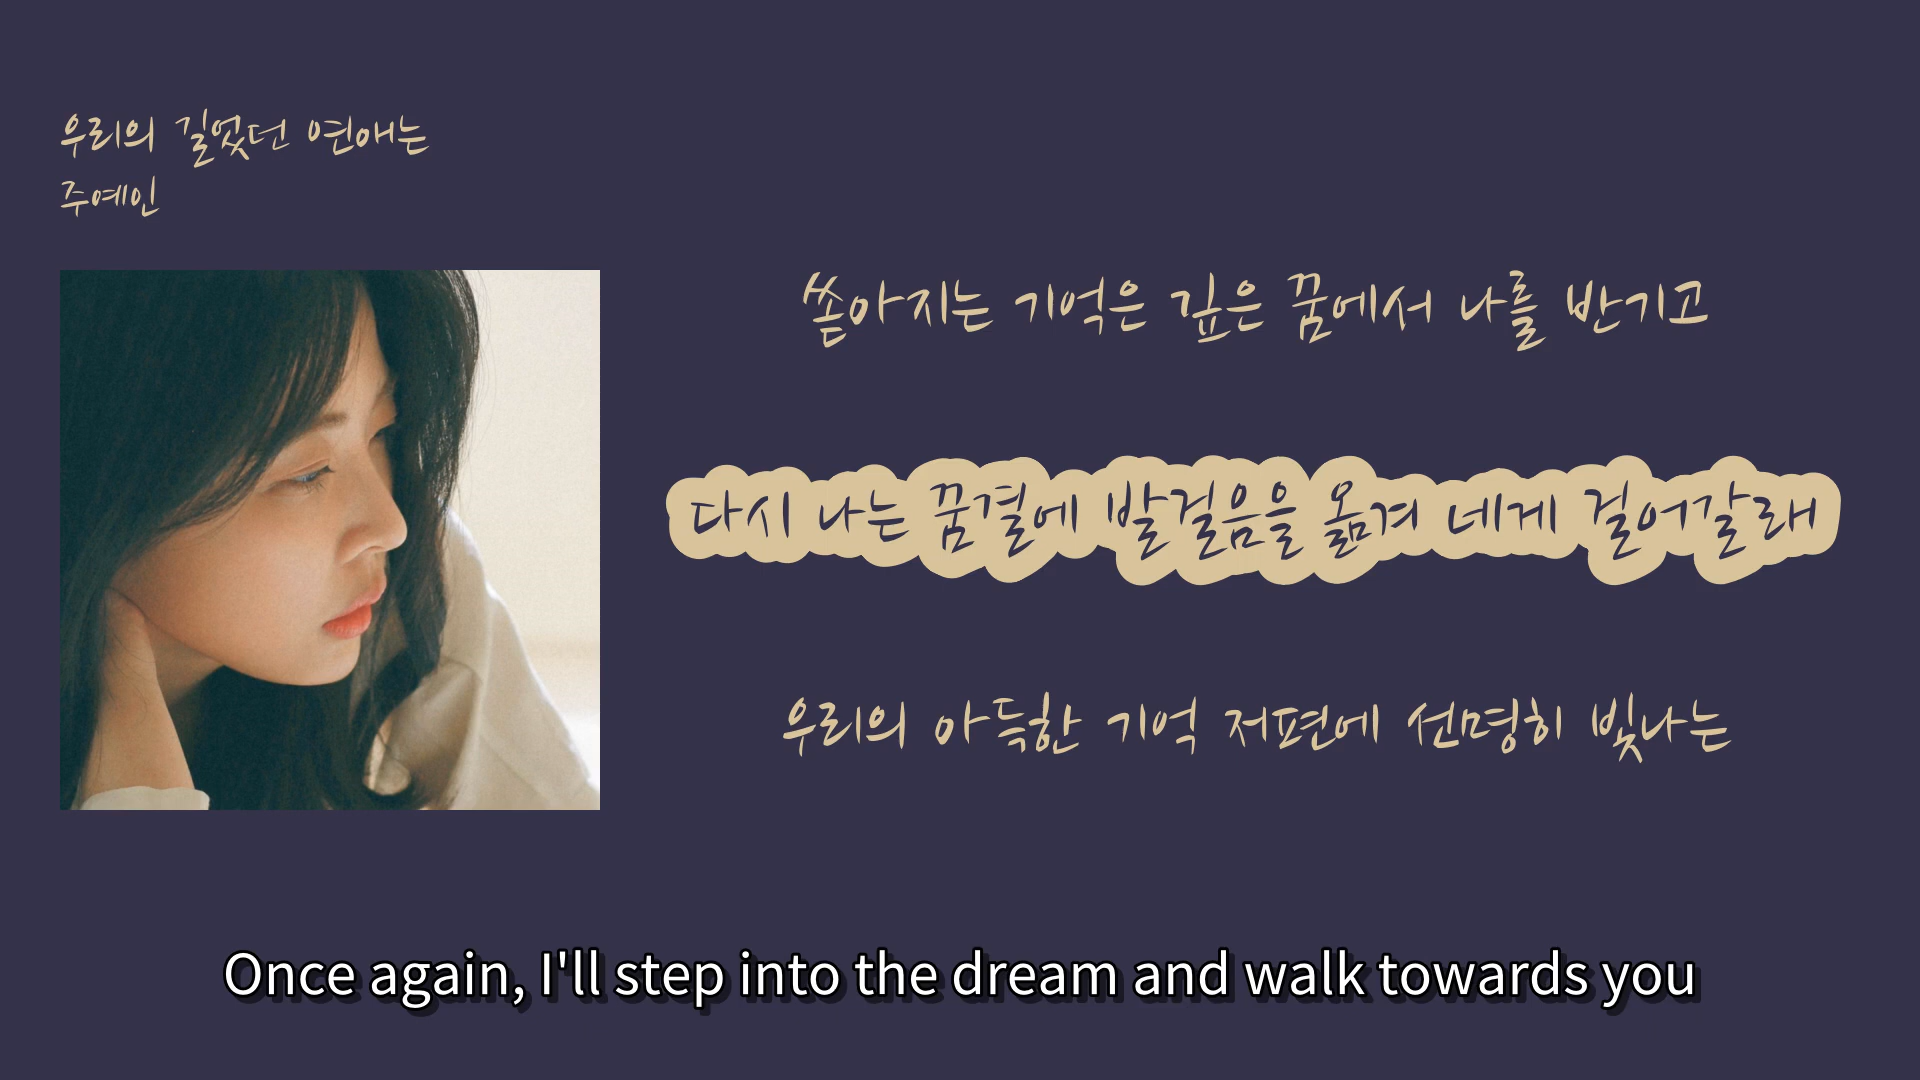 우리의 길었던 연애는
주예인
쏟아지는 기억은 깊은 꿈에서 나를 반기고
다시 나는 꿈결에 발걸음을 옮겨 네게 걸어갈래
우리의 아득한 기억 저편에 선명히 빛나는
Once again, I'll step into the dream and walk towards you